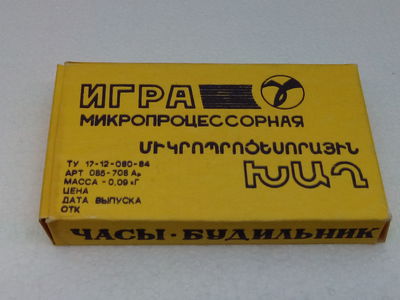 ИГРА
МИКРОПРОЦЕССОРНАЯ
ՄԻԿՐՈՊՐՈՑԵՍՈՐԱՅԻՆ
ԽԱՂ
ТУ 17-12-080-84
АРТ 085-708 Ар
МАССА - 0,09 кГ
ЦЕНА
ДАТА ВЫПУСКА
ОТК
ЧАСЫ · БУДИЛЬНИК